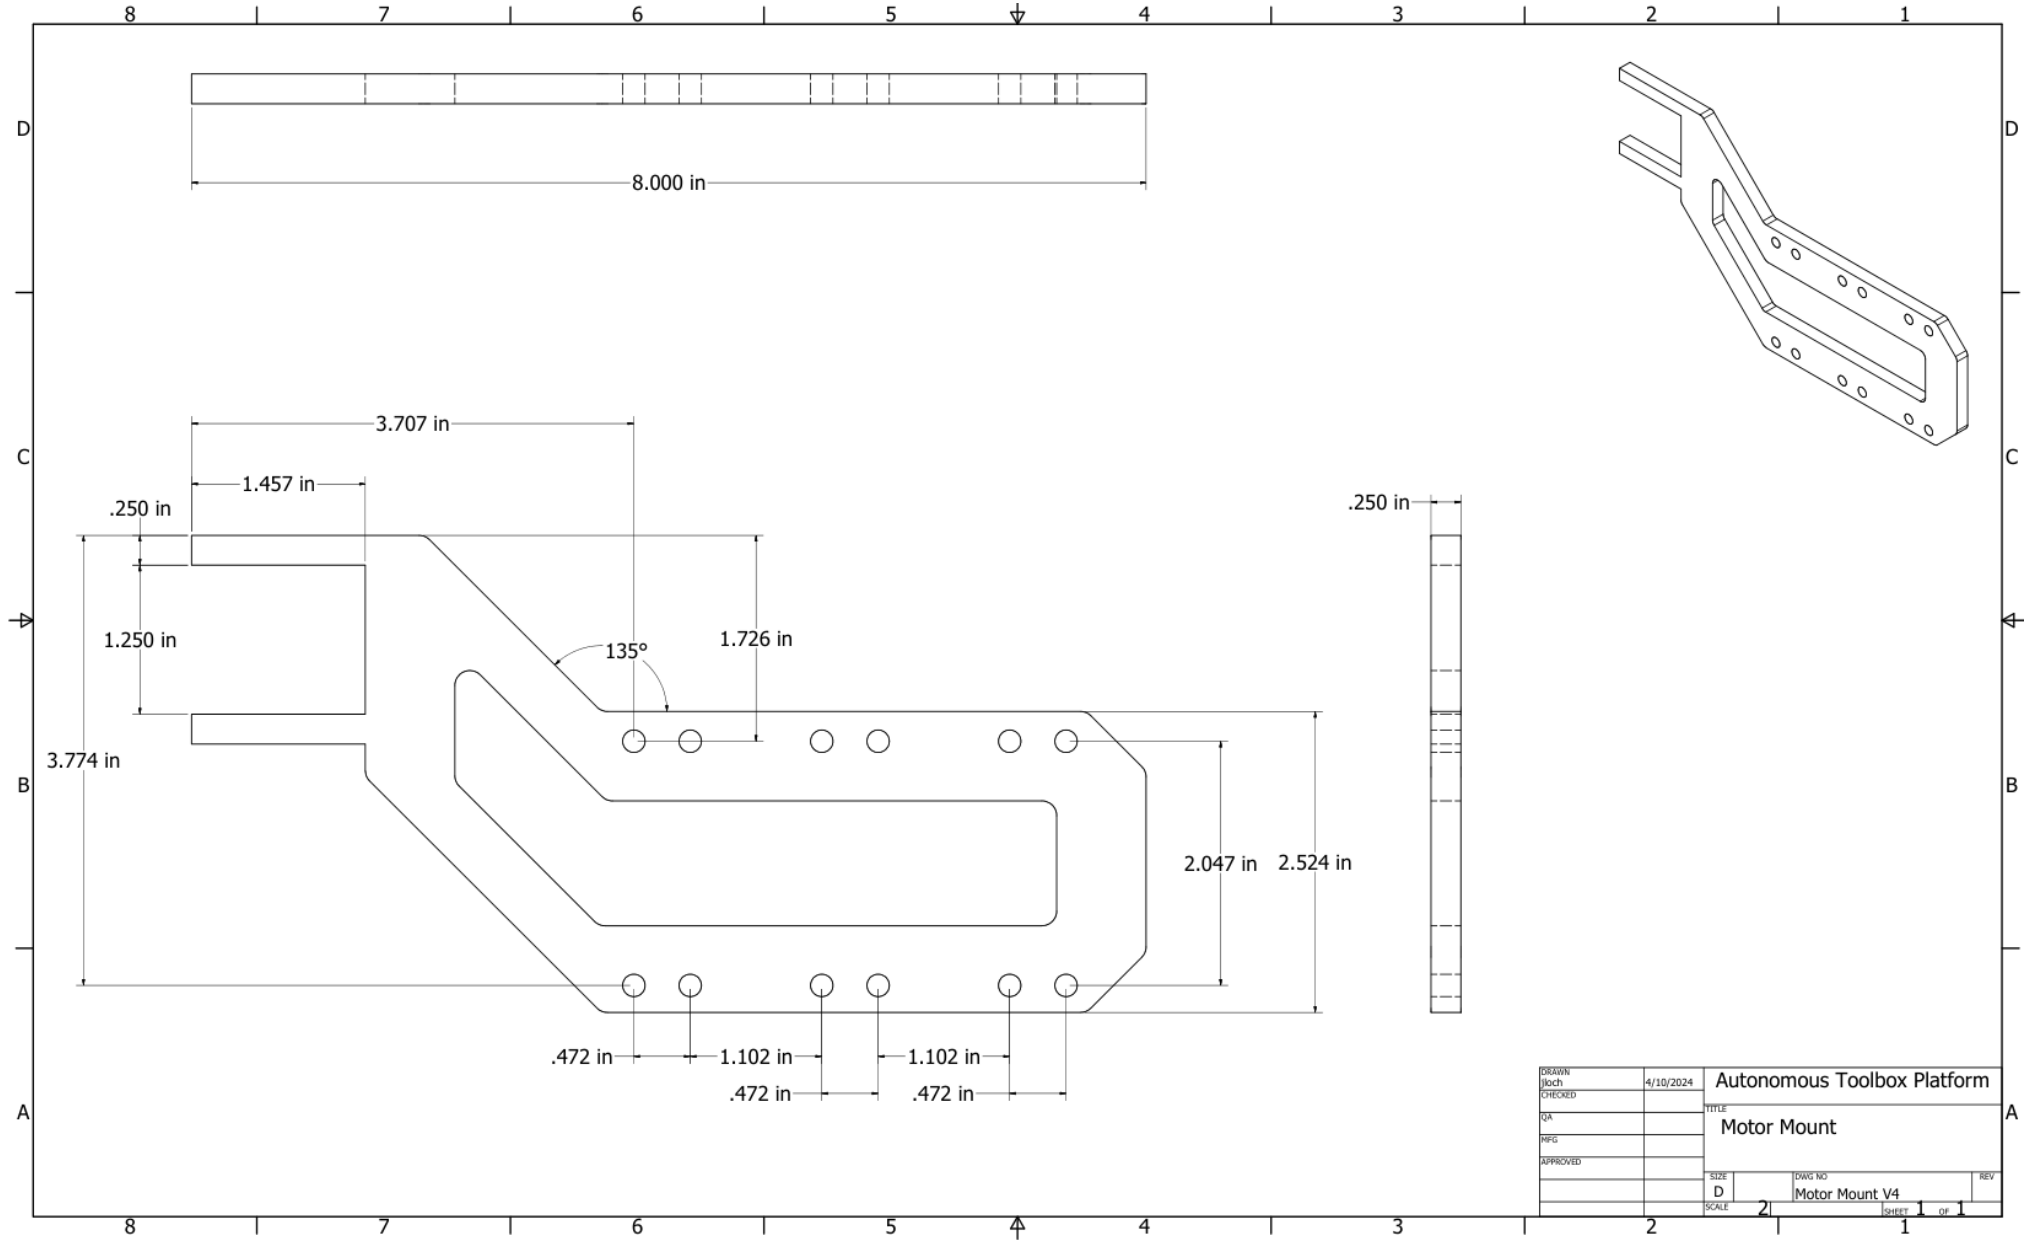 8 7 6 5 4 3 2 1
D D
8.000 in
C C
3.707 in
1.457 in
.250 in
.250 in
1.250 in
135°
1.726 in
3.774 in
B B
2.047 in
2.524 in
.472 in
1.102 in
1.102 in
.472 in
.472 in
A A
DRAWN
jloch
4/10/2024
Autonomous Toolbox Platform
CHECKED
QA
MFG
APPROVED
TITLE
Motor Mount
SIZE
D
DWG NO
Motor Mount V4
REV
SCALE
2
SHEET 1 OF 1
8 7 6 5 4 3 2 1